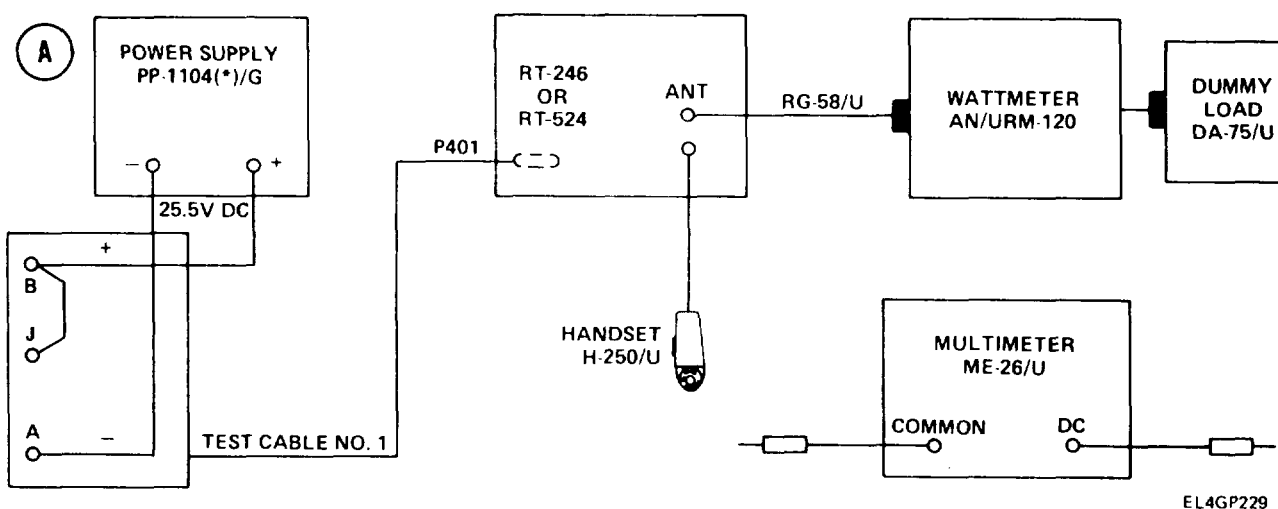 A
POWER SUPPLY
PP-1104(*)/G
−
+
25.5V DC
+
B
J
A
−
TEST CABLE NO. 1
P401
RT-246
OR
RT-524
ANT
RG-58/U
HANDSET
H-250/U
WATTMETER
AN/URM-120
DUMMY
LOAD
DA-75/U
MULTIMETER
ME-26/U
COMMON
DC
EL4GP229